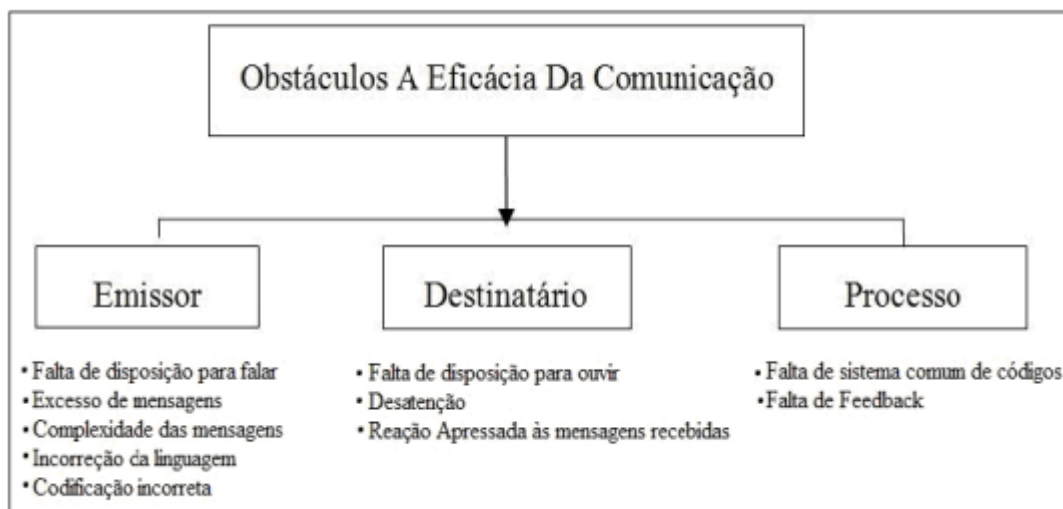 Obstáculos A Eficácia Da Comunicação
Emissor
• Falta de disposição para falar
• Excesso de mensagens
• Complexidade das mensagens
• Incorreção da linguagem
• Codificação incorreta
Destinatário
• Falta de disposição para ouvir
• Desatenção
• Reação Apressada às mensagens recebidas
Processo
• Falta de sistema comum de códigos
• Falta de Feedback